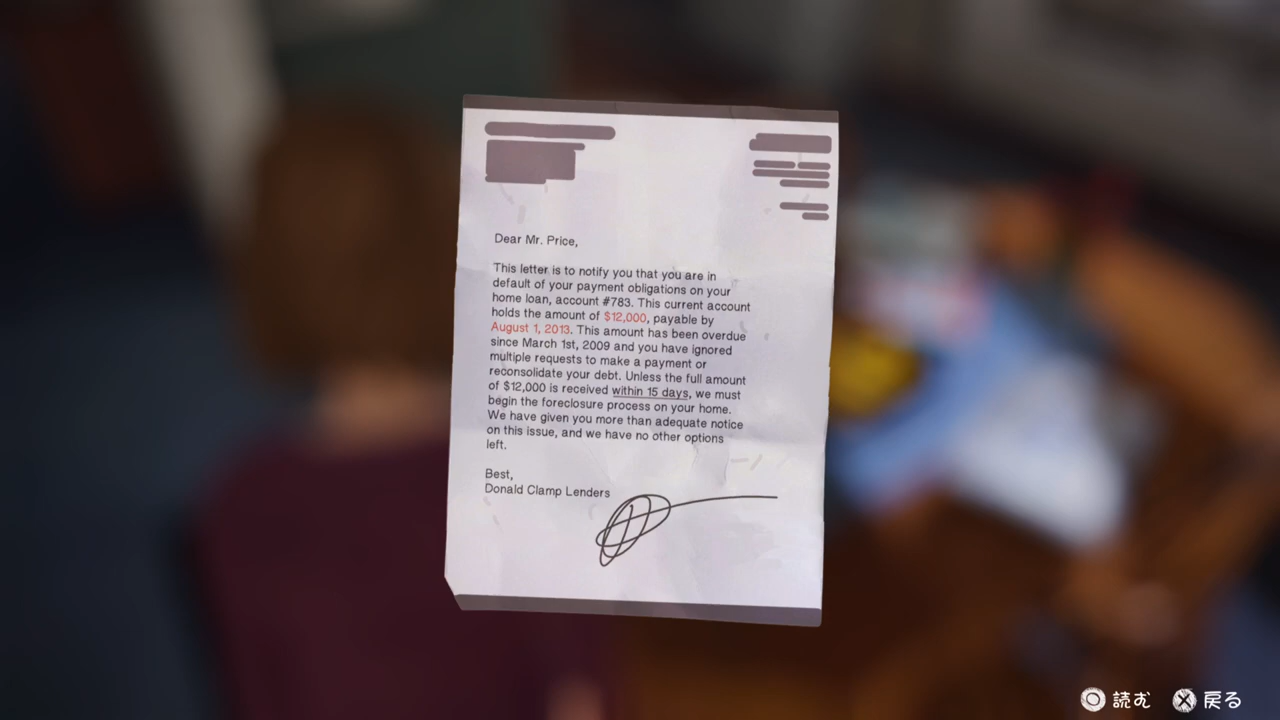 Dear Mr. Price,
This letter is to notify you that you are in
default of your payment obligations on your
home loan, account #783. This current account
holds the amount of $12,000, payable by
August 1, 2013. This amount has been overdue
since March 1st, 2009 and you have ignored
multiple requests to make a payment or
reconsolidate your debt. Unless the full amount
of $12,000 is received within 15 days, we must
begin the foreclosure process on your home.
We have given you more than adequate notice
on this issue, and we have no other options
left.
Best,
Donald Clamp Lenders
読む 戻る